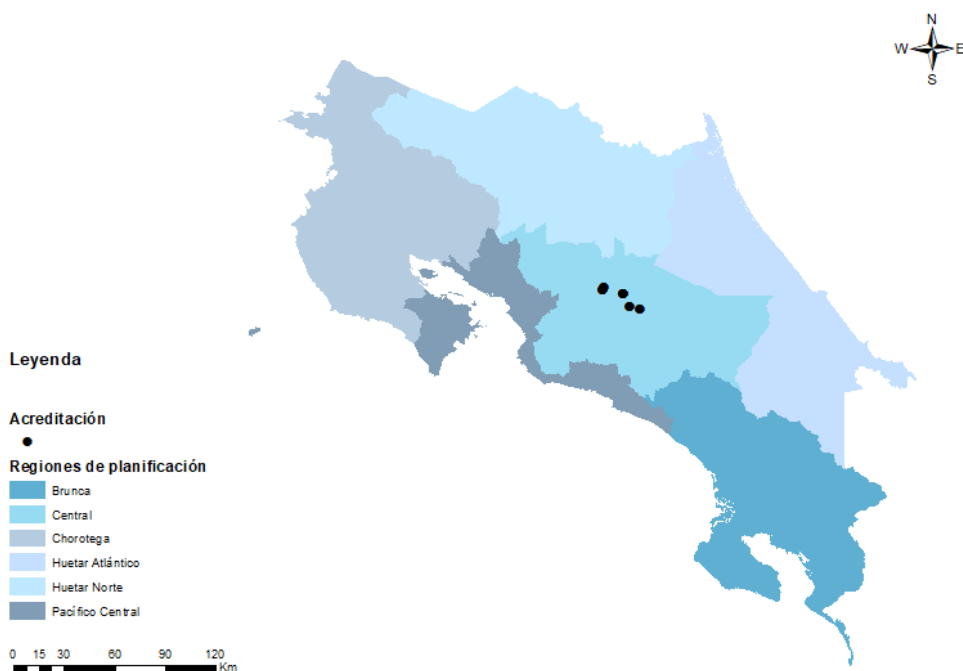 N
W E
S
Leyenda
Acreditación
Regiones de planificación
Brunca
Central
Chorotega
Huetar Atlántico
Huetar Norte
Pacífico Central
0 15 30 60 90 120
Km